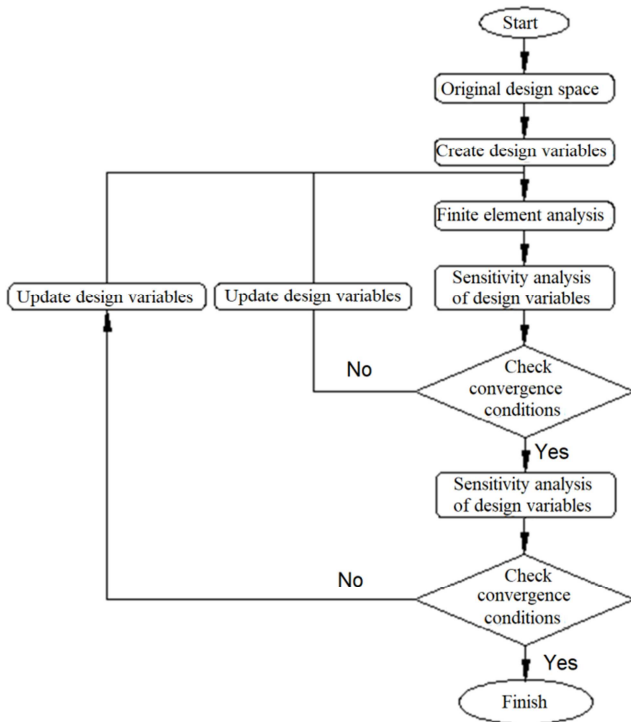 Start
Original design space
Create design variables
Finite element analysis
Sensitivity analysis
of design variables
Update design variables
Update design variables
Check
convergence
conditions
No
Yes
Sensitivity analysis
of design variables
Check
convergence
conditions
No
Yes
Finish